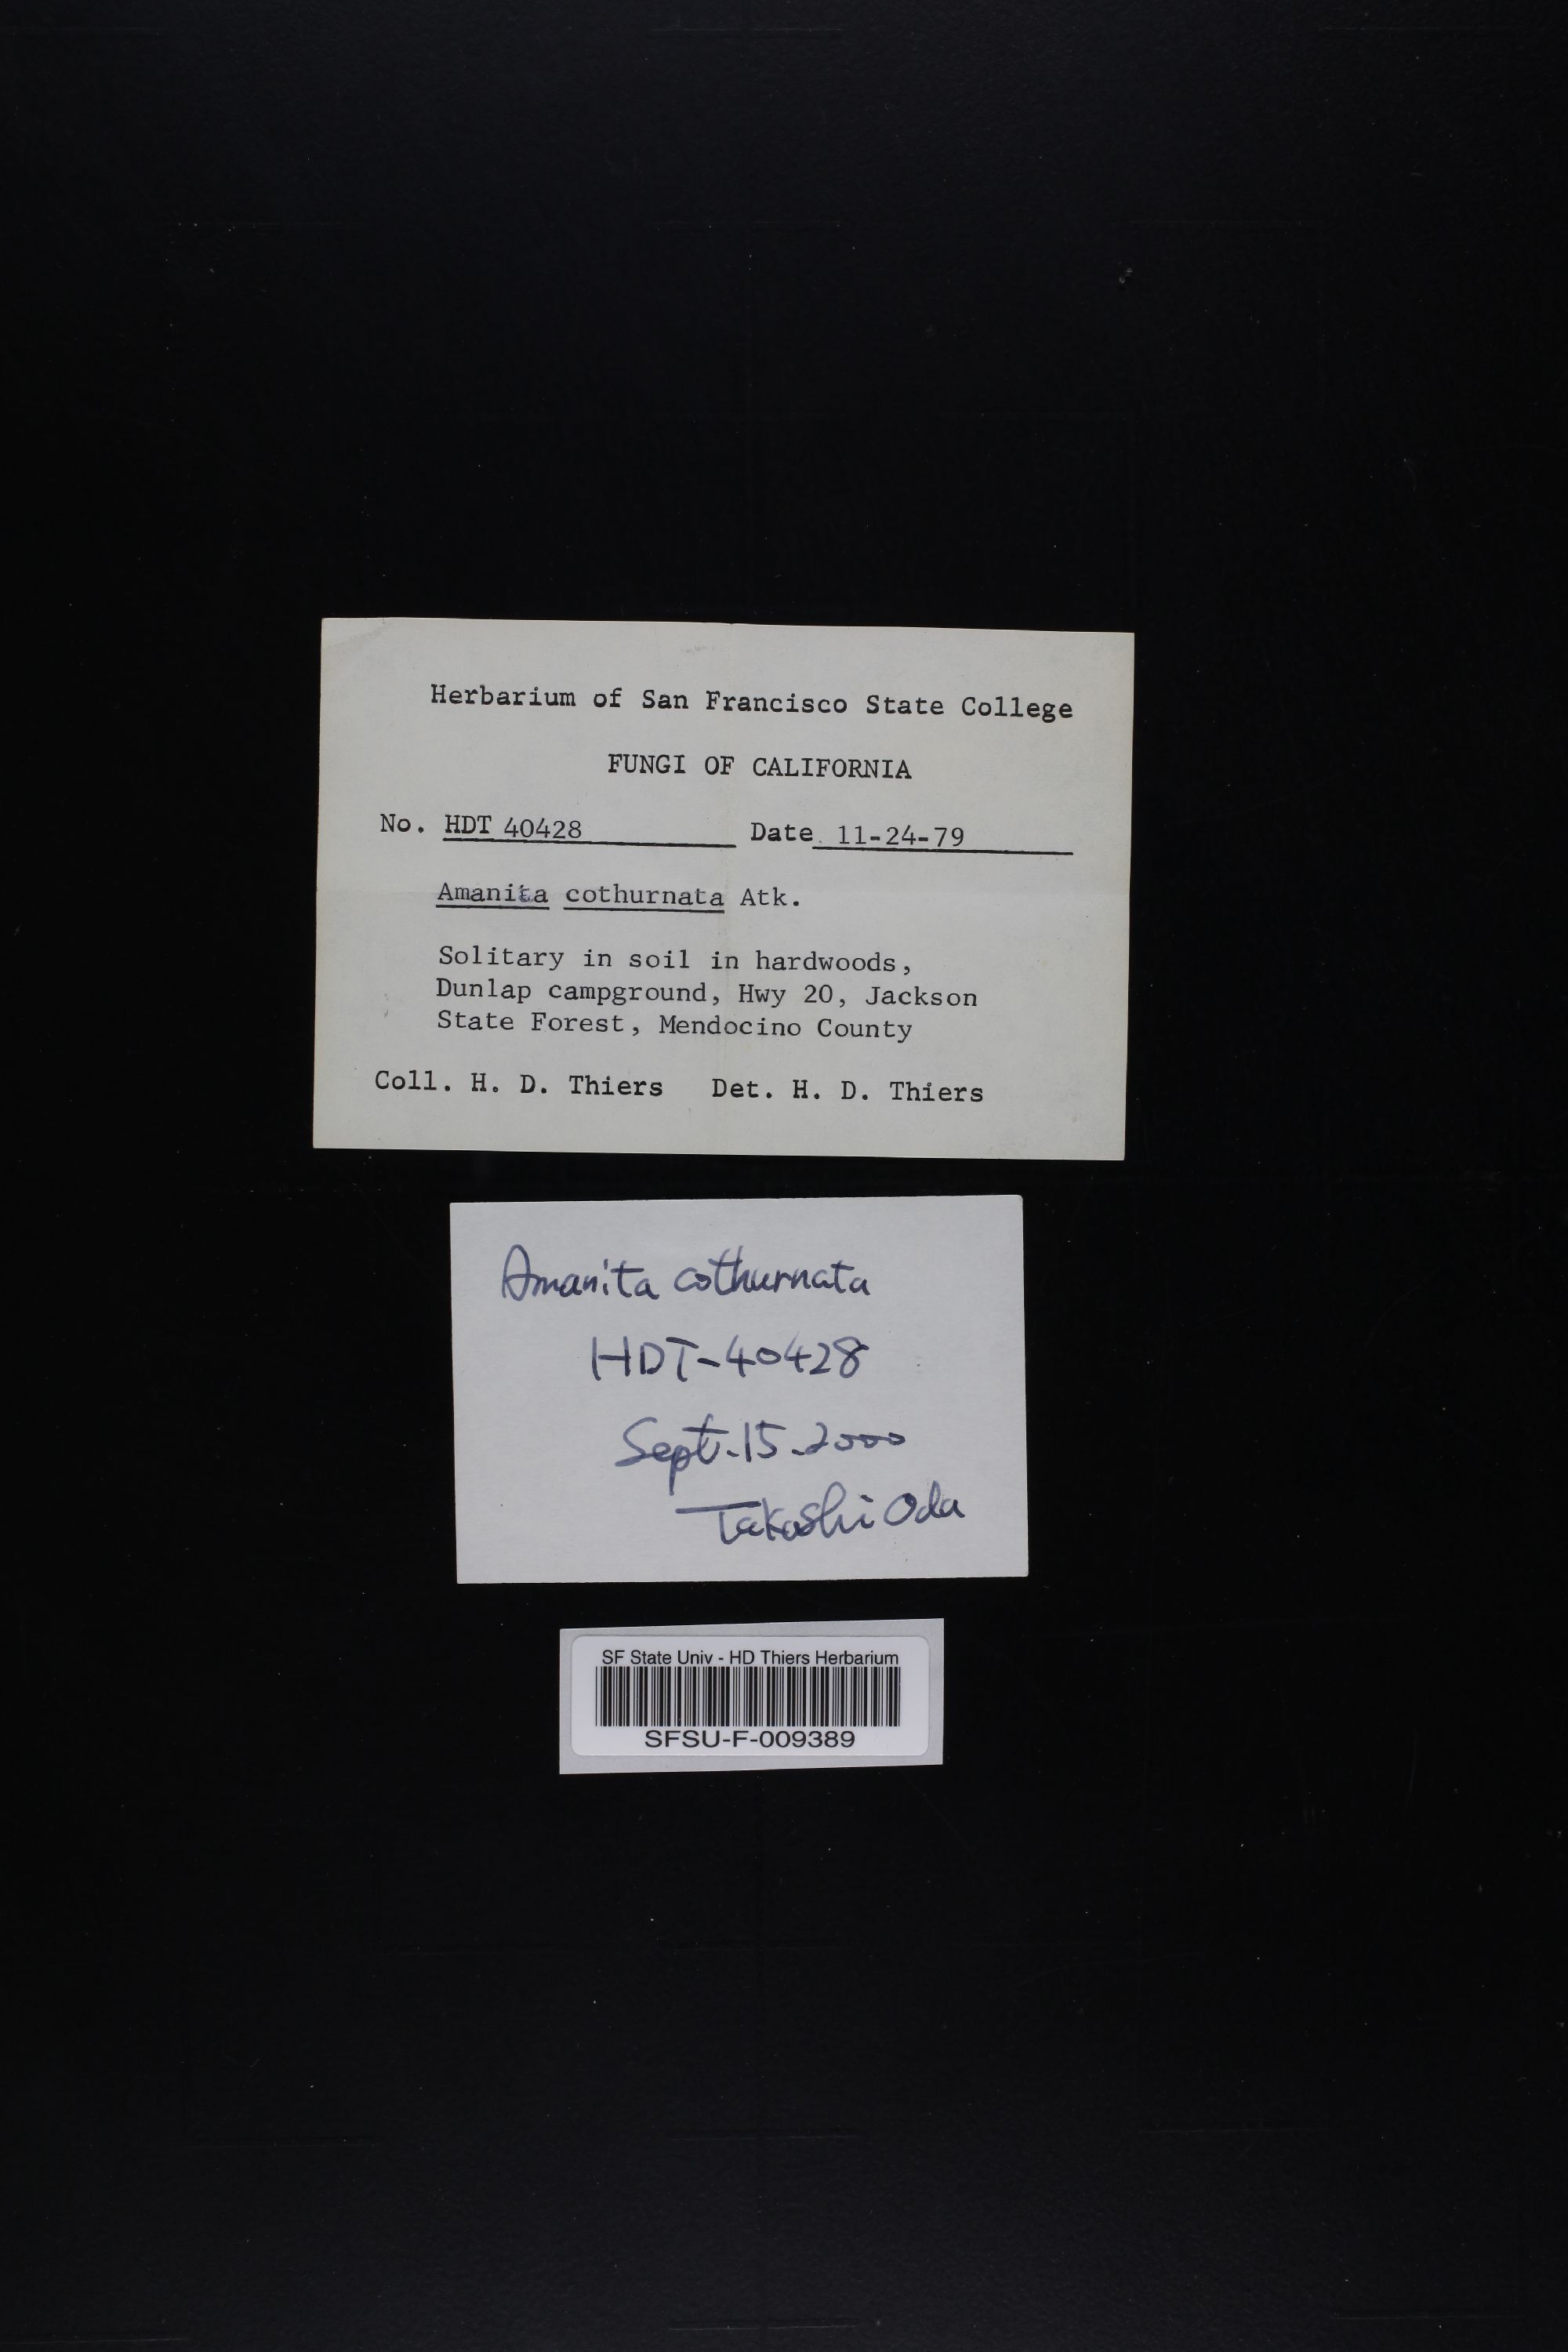 Herbarium of San Francisco State College
FUNGI OF CALIFORNIA
No. HDT 40428 Date 11-24-79
Amanita cothurnata Atk.
Solitary in soil in hardwoods,
Dunlap campground, Hwy 20, Jackson
State Forest, Mendocino County
Coll. H. D. Thiers Det. H. D. Thiers
Amanita cothurnata
HDT-40428
Sept.-15-2000
Takashi Oda
SF State Univ - HD Thiers Herbarium
SFSU-F-009389